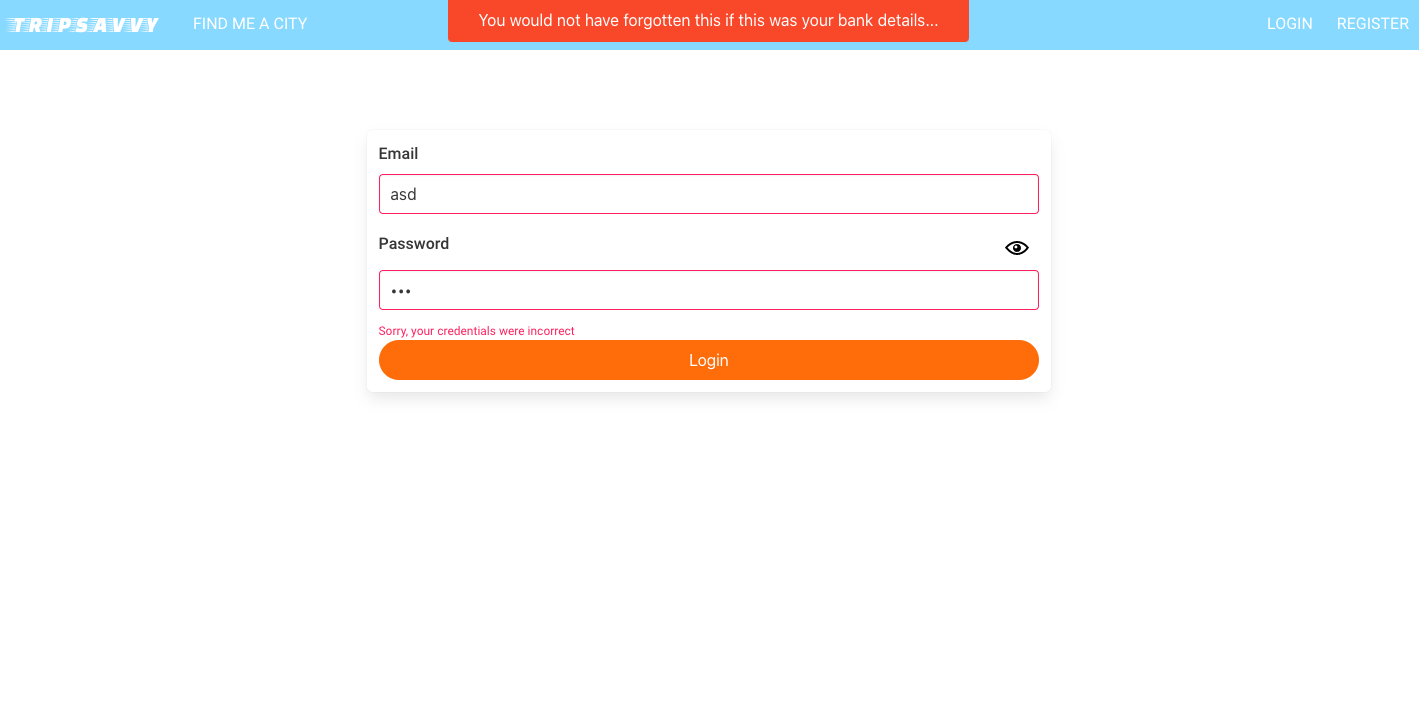 TRIPSAVVY
FIND ME A CITY
You would not have forgotten this if this was your bank details...
LOGIN
REGISTER
Email
asd
Password
Sorry, your credentials were incorrect
Login